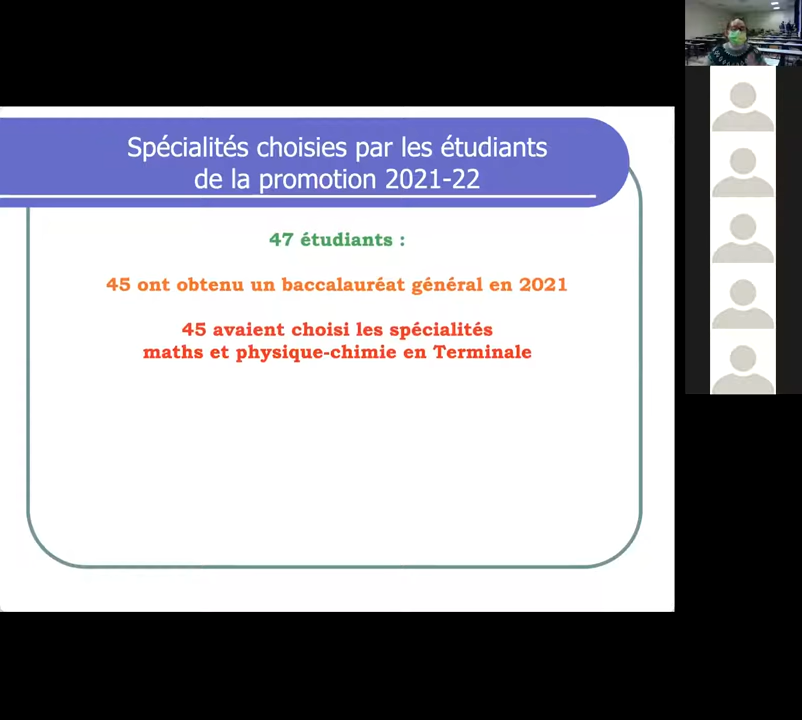 Spécialités choisies par les étudiants
de la promotion 2021-22
47 étudiants :
45 ont obtenu un baccalauréat général en 2021
45 avaient choisi les spécialités
maths et physique-chimie en Terminale